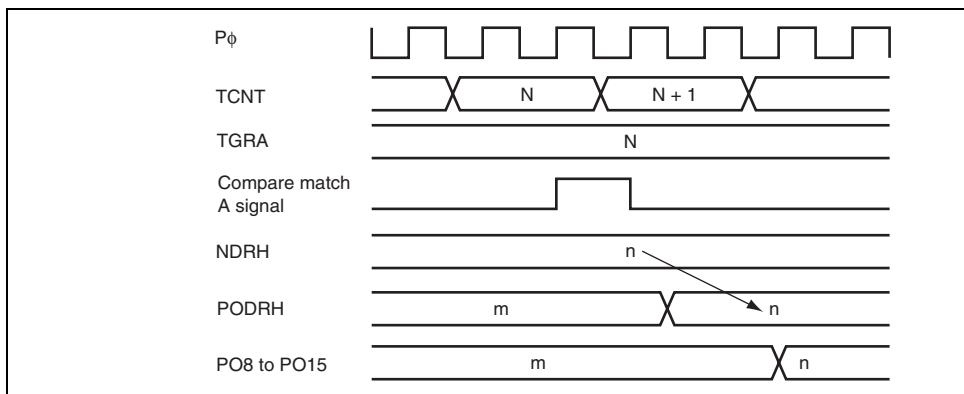 Pϕ
TCNT
N
N + 1
TGRA
N
Compare match
A signal
NDRH
n
PODRH
m
n
PO8 to PO15
m
n